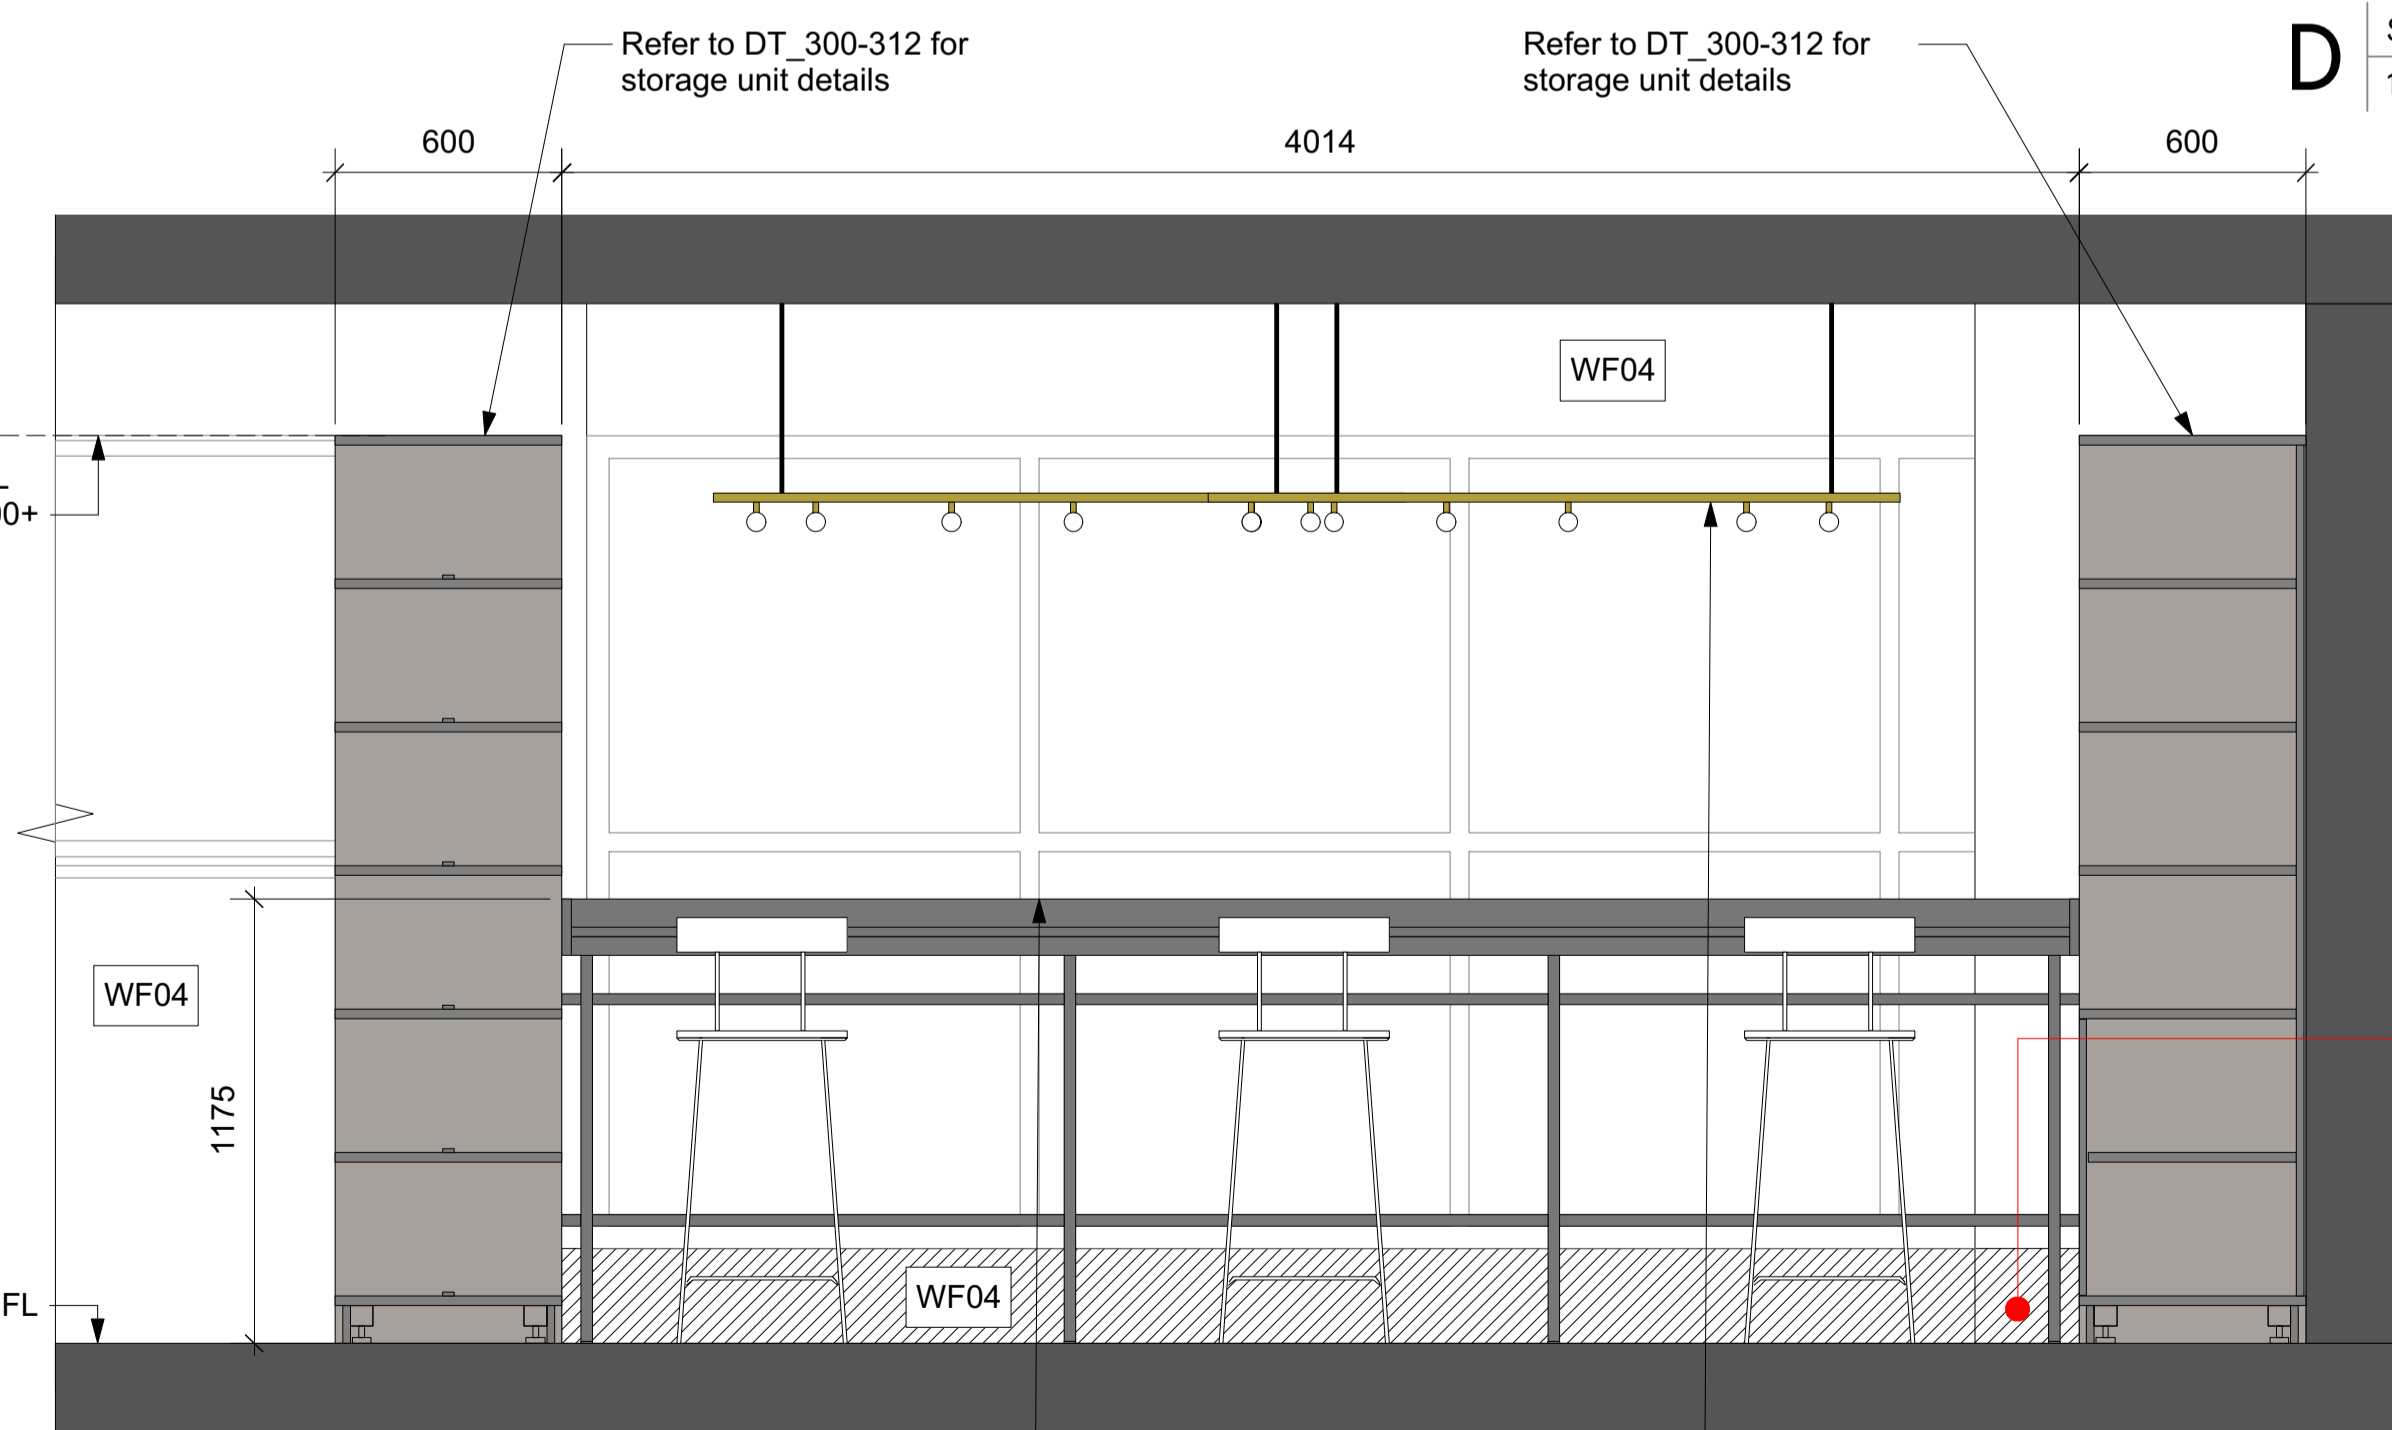 Refer to DT_300-312 for
storage unit details
Refer to DT_300-312 for
storage unit details
D
600
4014
600
WF04
0+
WF04
1175
WF04
FL